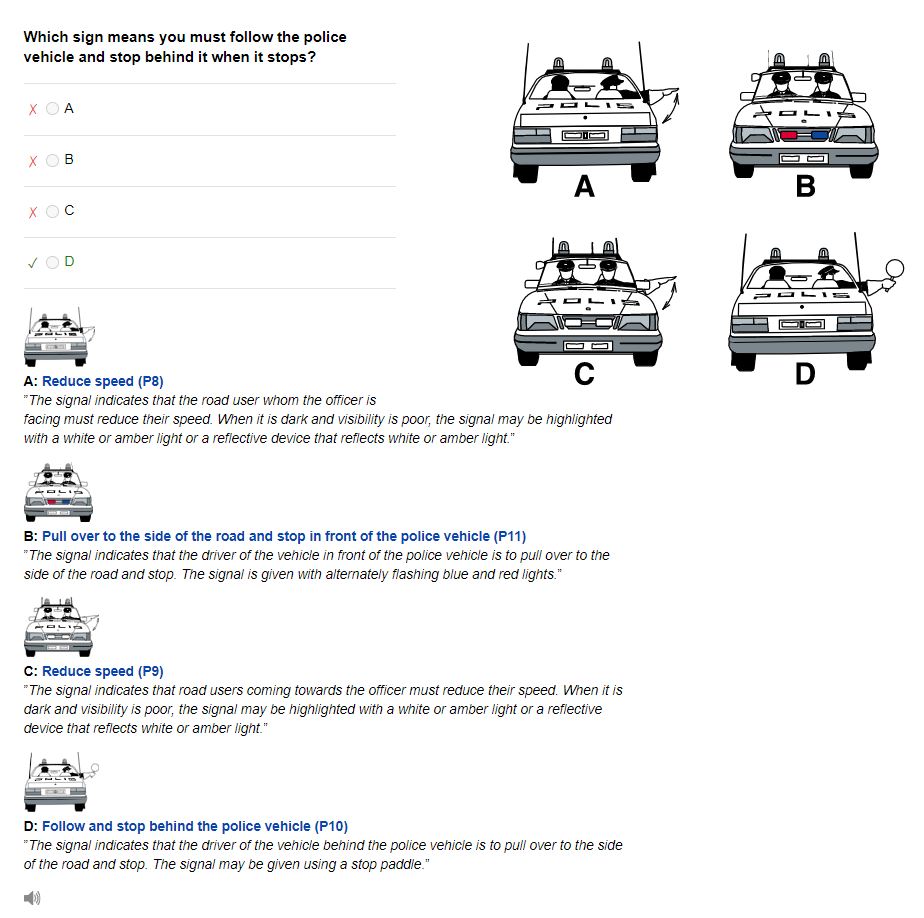 Which sign means you must follow the police
vehicle and stop behind it when it stops?
X A
X B
X C
✓ D
POLIS
A
POLIS
B
POLIS
C
POLIS
D
POLIS
A: Reduce speed (P8)
”The signal indicates that the road user whom the officer is
facing must reduce their speed. When it is dark and visibility is poor, the signal may be highlighted
with a white or amber light or a reflective device that reflects white or amber light.”
POLIS
B: Pull over to the side of the road and stop in front of the police vehicle (P11)
”The signal indicates that the driver of the vehicle in front of the police vehicle is to pull over to the
side of the road and stop. The signal is given with alternately flashing blue and red lights.”
POLIS
C: Reduce speed (P9)
”The signal indicates that road users coming towards the officer must reduce their speed. When it is
dark and visibility is poor, the signal may be highlighted with a white or amber light or a reflective
device that reflects white or amber light.”
POLIS
D: Follow and stop behind the police vehicle (P10)
”The signal indicates that the driver of the vehicle behind the police vehicle is to pull over to the side
of the road and stop. The signal may be given using a stop paddle.”